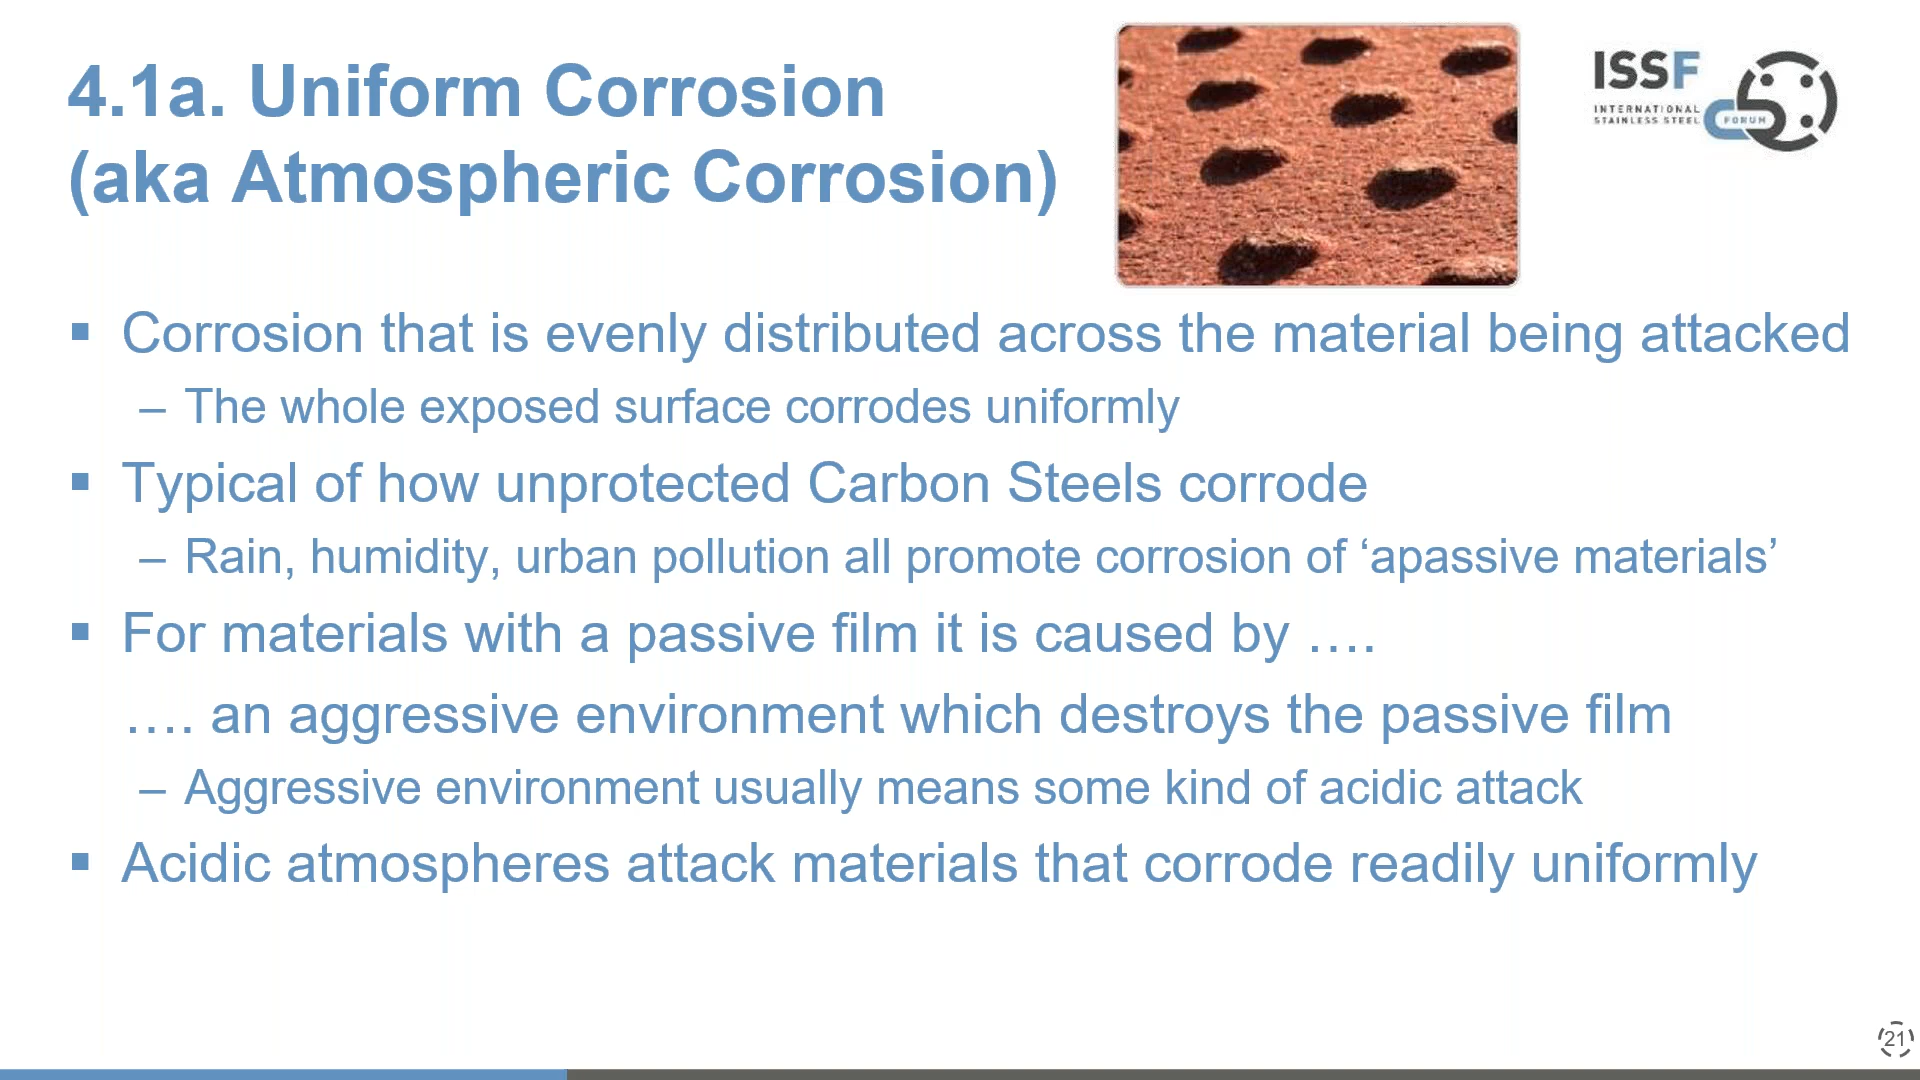 4.1a. Uniform Corrosion
(aka Atmospheric Corrosion)
ISSF
INTERNATIONAL
STAINLESS STEEL FORUM
▪ Corrosion that is evenly distributed across the material being attacked
– The whole exposed surface corrodes uniformly
▪ Typical of how unprotected Carbon Steels corrode
– Rain, humidity, urban pollution all promote corrosion of ‘apassive materials’
▪ For materials with a passive film it is caused by ….
…. an aggressive environment which destroys the passive film
– Aggressive environment usually means some kind of acidic attack
▪ Acidic atmospheres attack materials that corrode readily uniformly
21